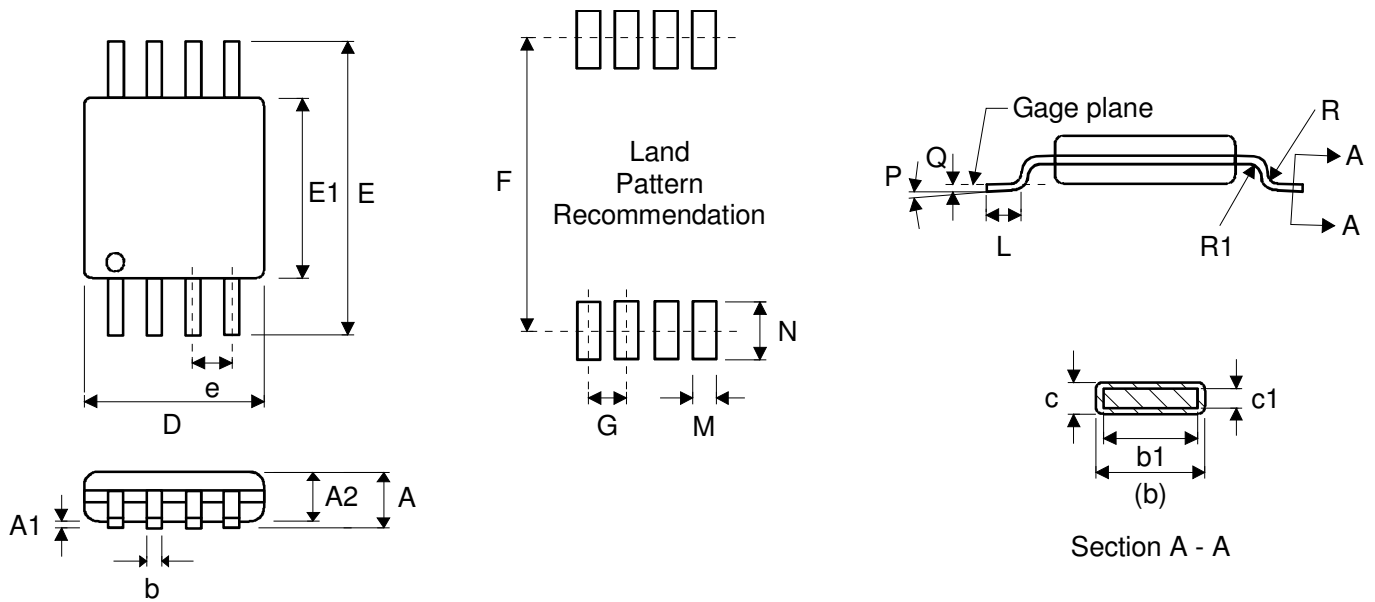 E1
E
e
D
A1
A2
A
b
F
Land
Pattern
Recommendation
N
G
M
Gage plane
R
Q
P
A
A
L
R1
c
c1
b1
(b)
Section A - A